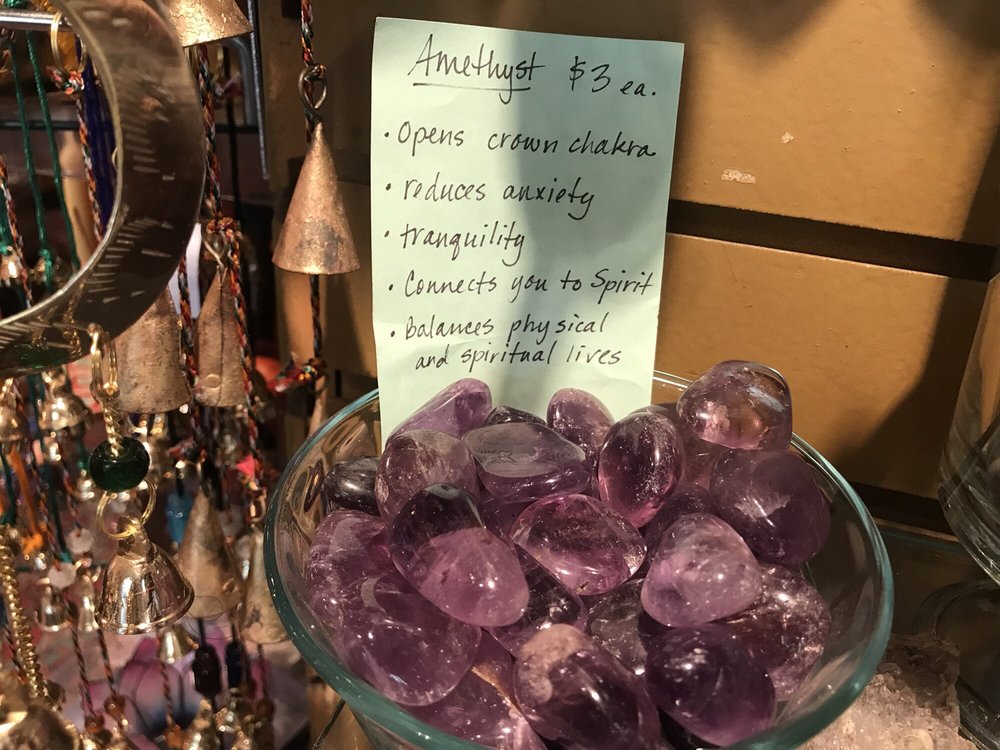 Amethyst $3 ea.
• Opens crown chakra
• reduces anxiety
• tranquility
• Connects you to Spirit
• Balances physical
and spiritual lives